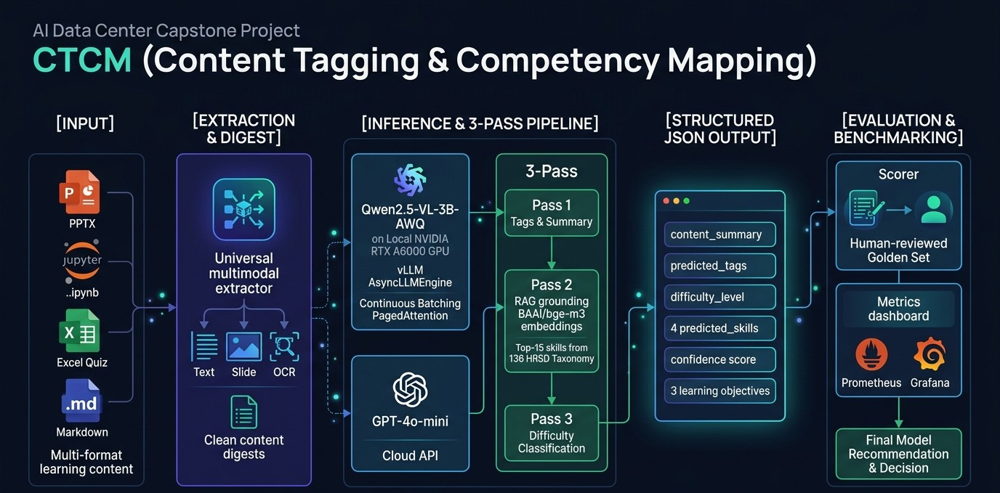 AI Data Center Capstone Project
CTCM (Content Tagging & Competency Mapping)
[INPUT]
P
PPTX
jupyter
..ipynb
X
Excel Quiz
.md
Markdown
Multi-format
learning content
[EXTRACTION
& DIGEST]
Universal
multimodal
extractor
Text
Slide
OCR
Clean content
digests
[INFERENCE & 3-PASS PIPELINE]
Qwen2.5-VL-3B-
AWQ
on Local NVIDIA
RTX A6000 GPU
vLLM
AsyncLLMEngine
Continuous Batching
PagedAttention
GPT-4o-mini
Cloud API
3-Pass
Pass 1
Tags & Summary
Pass 2
RAG grounding
BAAI/bge-m3
embeddings
Top-15 skills from
136 HRSD Taxonomy
Pass 3
Difficulty
Classification
[STRUCTURED
JSON OUTPUT]
content_summary
predicted_tags
difficulty_level
4 predicted_skills
confidence score
3 learning objectives
[EVALUATION &
BENCHMARKING]
Scorer
Human-reviewed
Golden Set
Metrics
dashboard
Prometheus
Grafana
Final Model
Recommendation
& Decision